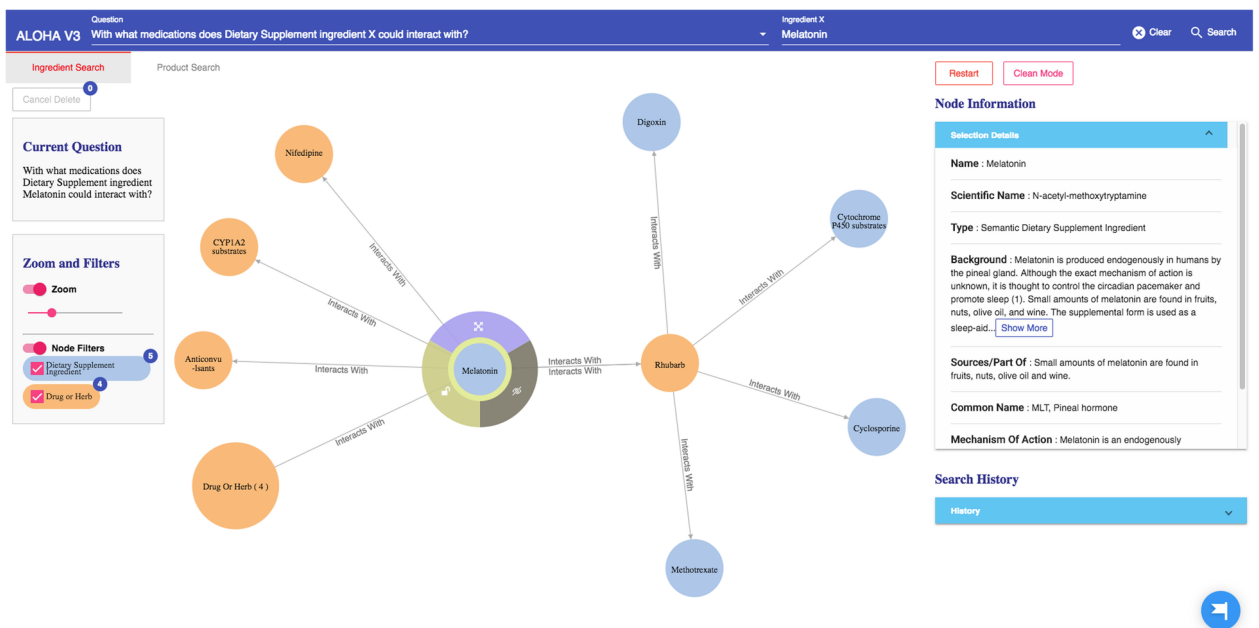 ALOHA V3
Question
With what medications does Dietary Supplement ingredient X could interact with?
Ingredient X
Melatonin
Clear
Search
Ingredient Search
Product Search
Cancel Delete
0
Current Question
With what medications does
Dietary Supplement ingredient
Melatonin could interact with?
Zoom and Filters
Zoom
Node Filters
Dietary Supplement
Ingredient
5
Drug or Herb
4
Nifedipine
CYP1A2
substrates
Anticonvu
-lsants
Drug Or Herb ( 4 )
Interacts With
Interacts With
Interacts With
Interacts With
Melatonin
Interacts With
Interacts With
Rhubarb
Digoxin
Interacts With
Cytochrome
P450 substrates
Interacts With
Interacts With
Cyclosporine
Interacts With
Methotrexate
Restart
Clean Mode
Node Information
Selection Details
Name : Melatonin
Scientific Name : N-acetyl-methoxytryptamine
Type : Semantic Dietary Supplement Ingredient
Background : Melatonin is produced endogenously in humans by
the pineal gland. Although the exact mechanism of action is
unknown, it is thought to control the circadian pacemaker and
promote sleep (1). Small amounts of melatonin are found in fruits,
nuts, olive oil, and wine. The supplemental form is used as a
sleep-aid... Show More
Sources/Part Of : Small amounts of melatonin are found in
fruits, nuts, olive oil and wine.
Common Name : MLT, Pineal hormone
Mechanism Of Action : Melatonin is an endogenously
Search History
History